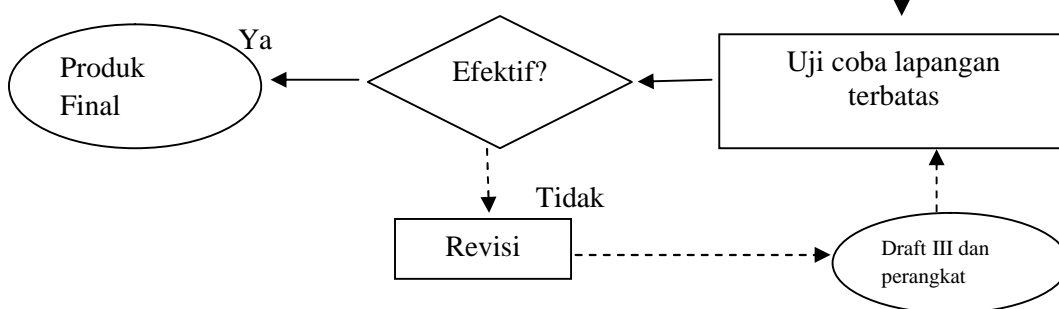 Ya
Produk
Final
Efektif?
Uji coba lapangan
terbatas
Tidak
Revisi
Draft III dan
perangkat